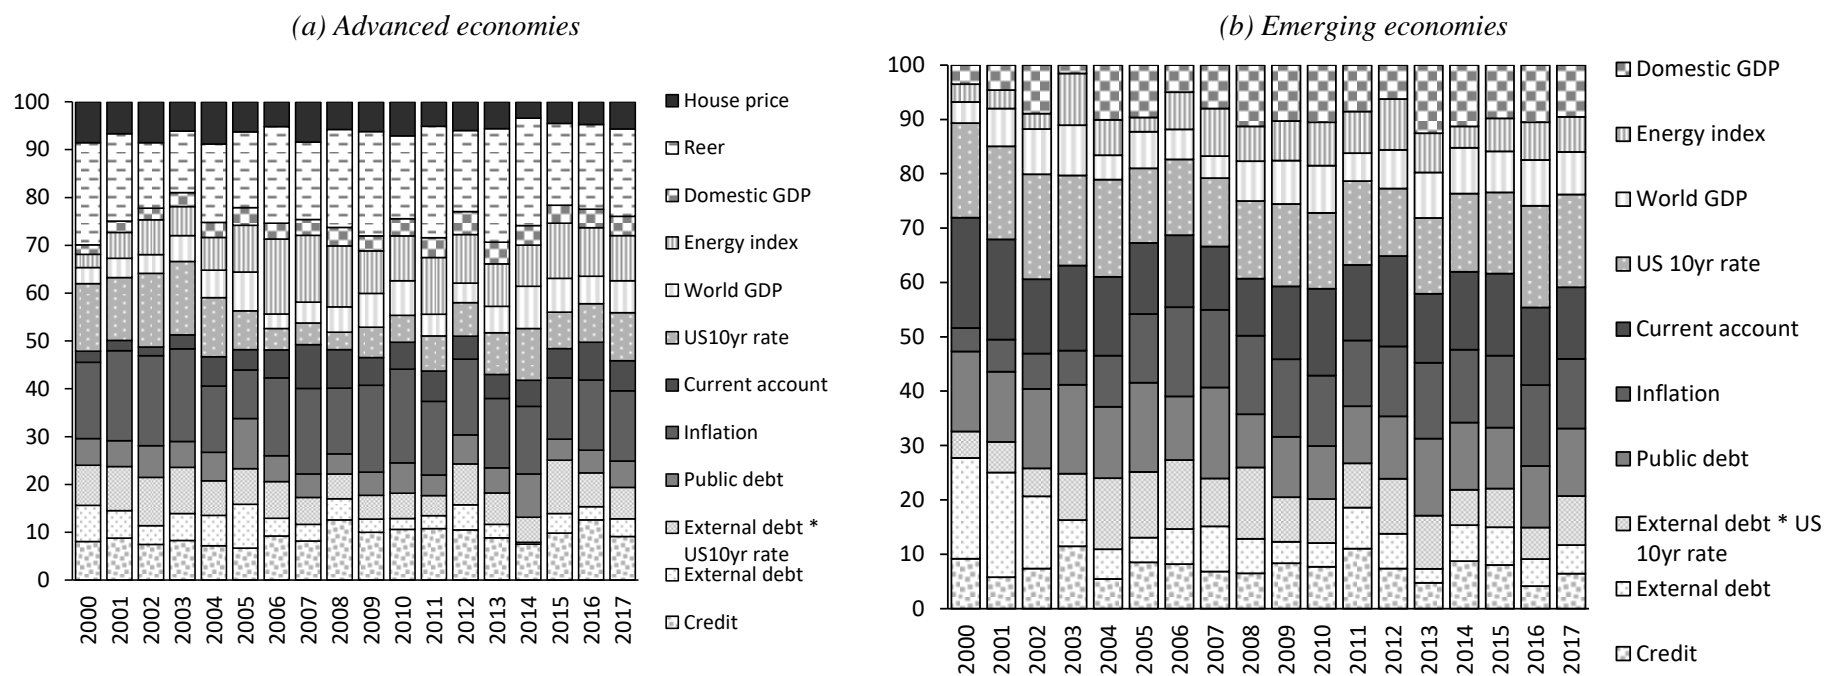 (a) Advanced economies
100
90
80
70
60
50
40
30
20
10
0
2000
2001
2002
2003
2004
2005
2006
2007
2008
2009
2010
2011
2012
2013
2014
2015
2016
2017
House price
Reer
Domestic GDP
Energy index
World GDP
US10yr rate
Current account
Inflation
Public debt
External debt *
US10yr rate
External debt
Credit
(b) Emerging economies
100
90
80
70
60
50
40
30
20
10
0
2000
2001
2002
2003
2004
2005
2006
2007
2008
2009
2010
2011
2012
2013
2014
2015
2016
2017
Domestic GDP
Energy index
World GDP
US 10yr rate
Current account
Inflation
Public debt
External debt * US
10yr rate
External debt
Credit